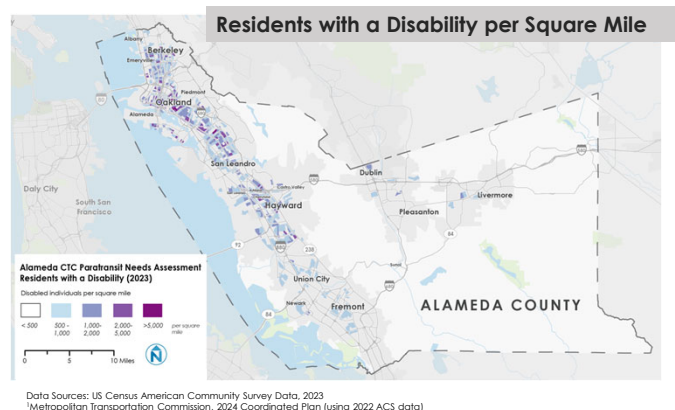 Residents with a Disability per Square Mile
Albany
Berkeley
Emeryville
Piedmont
Oakland
Alameda
San Leandro
Daly City
South San
Francisco
Castro Valley
Hayward
Dublin
Livermore
Pleasanton
84
92
238
Sunol
Union City
Newark
Fremont
84
ALAMEDA COUNTY
Alameda CTC Paratransit Needs Assessment
Residents with a Disability (2023)
Disabled individuals per square mile
< 500
500 -
1,000
1,000-
2,000
2,000-
5,000
>5,000
per square
mile
0 5 10 Miles
N
Data Sources: US Census American Community Survey Data, 2023
¹Metropolitan Transportation Commission, 2024 Coordinated Plan (using 2022 ACS data)